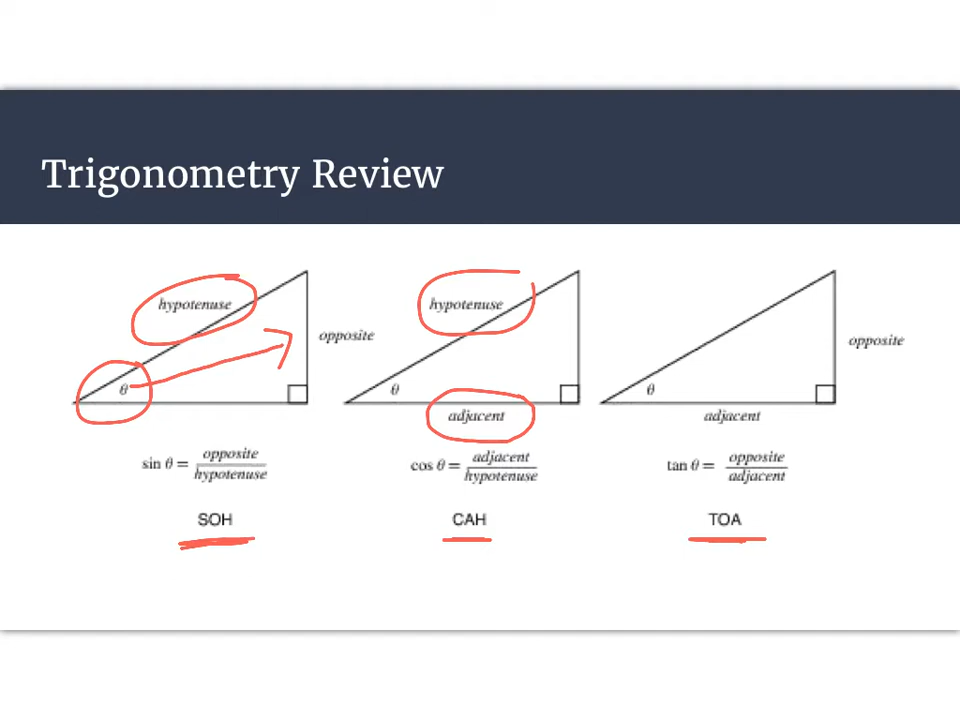 Trigonometry Review
hypotenuse
opposite
θ
sin θ = opposite / hypotenuse
SOH
hypotenuse
θ
adjacent
cos θ = adjacent / hypotenuse
CAH
opposite
θ
adjacent
tan θ = opposite / adjacent
TOA